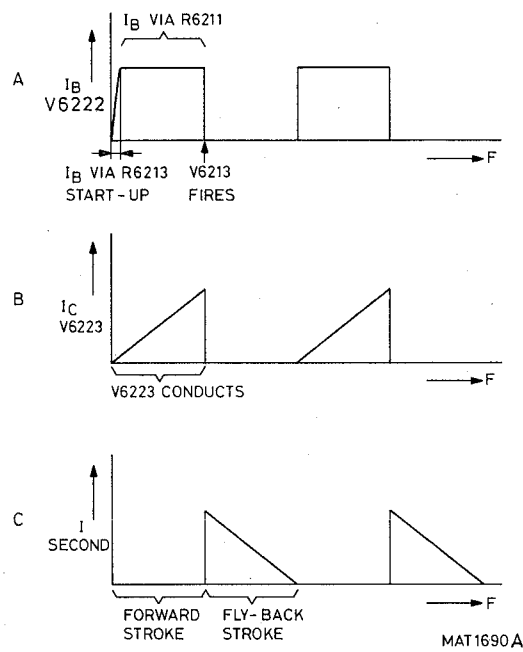 I_B VIA R6211
A
I_B
V6222
F
I_B VIA R6213
START-UP
V6213
FIRES
B
I_C
V6223
F
V6223 CONDUCTS
C
I
SECOND
F
FORWARD
STROKE
FLY-BACK
STROKE
MAT1690A